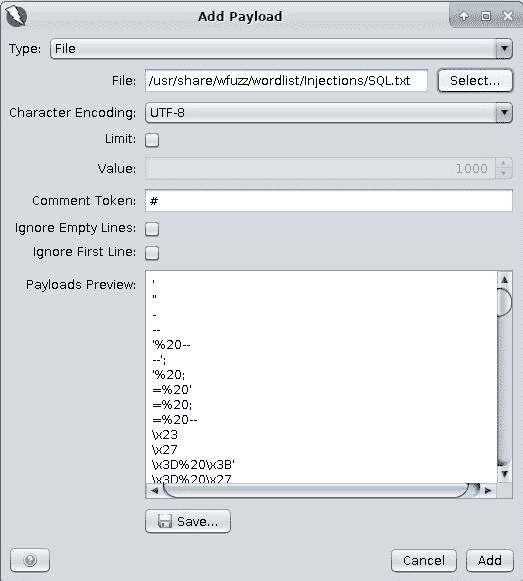 Add Payload
Type: File
File: /usr/share/wfuzz/wordlist/Injections/SQL.txt Select...
Character Encoding: UTF-8
Limit:
Value: 1000
Comment Token: #
Ignore Empty Lines:
Ignore First Line:
Payloads Preview: '
"
-
--
'%20--
--';
'%20;
=%20'
=%20;
=%20--
\x23
\x27
\x3D%20\x3B'
\x3D%20\x27
Save...
Cancel Add